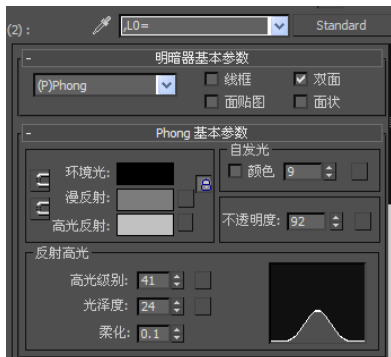 (2) : ,L0= Standard
- 明暗器基本参数
(P)Phong 线框 双面
面贴图 面状
- Phong 基本参数
自发光
环境光: 颜色 9
漫反射:
高光反射: 不透明度: 92
反射高光
高光级别: 41
光泽度: 24
柔化: 0.1